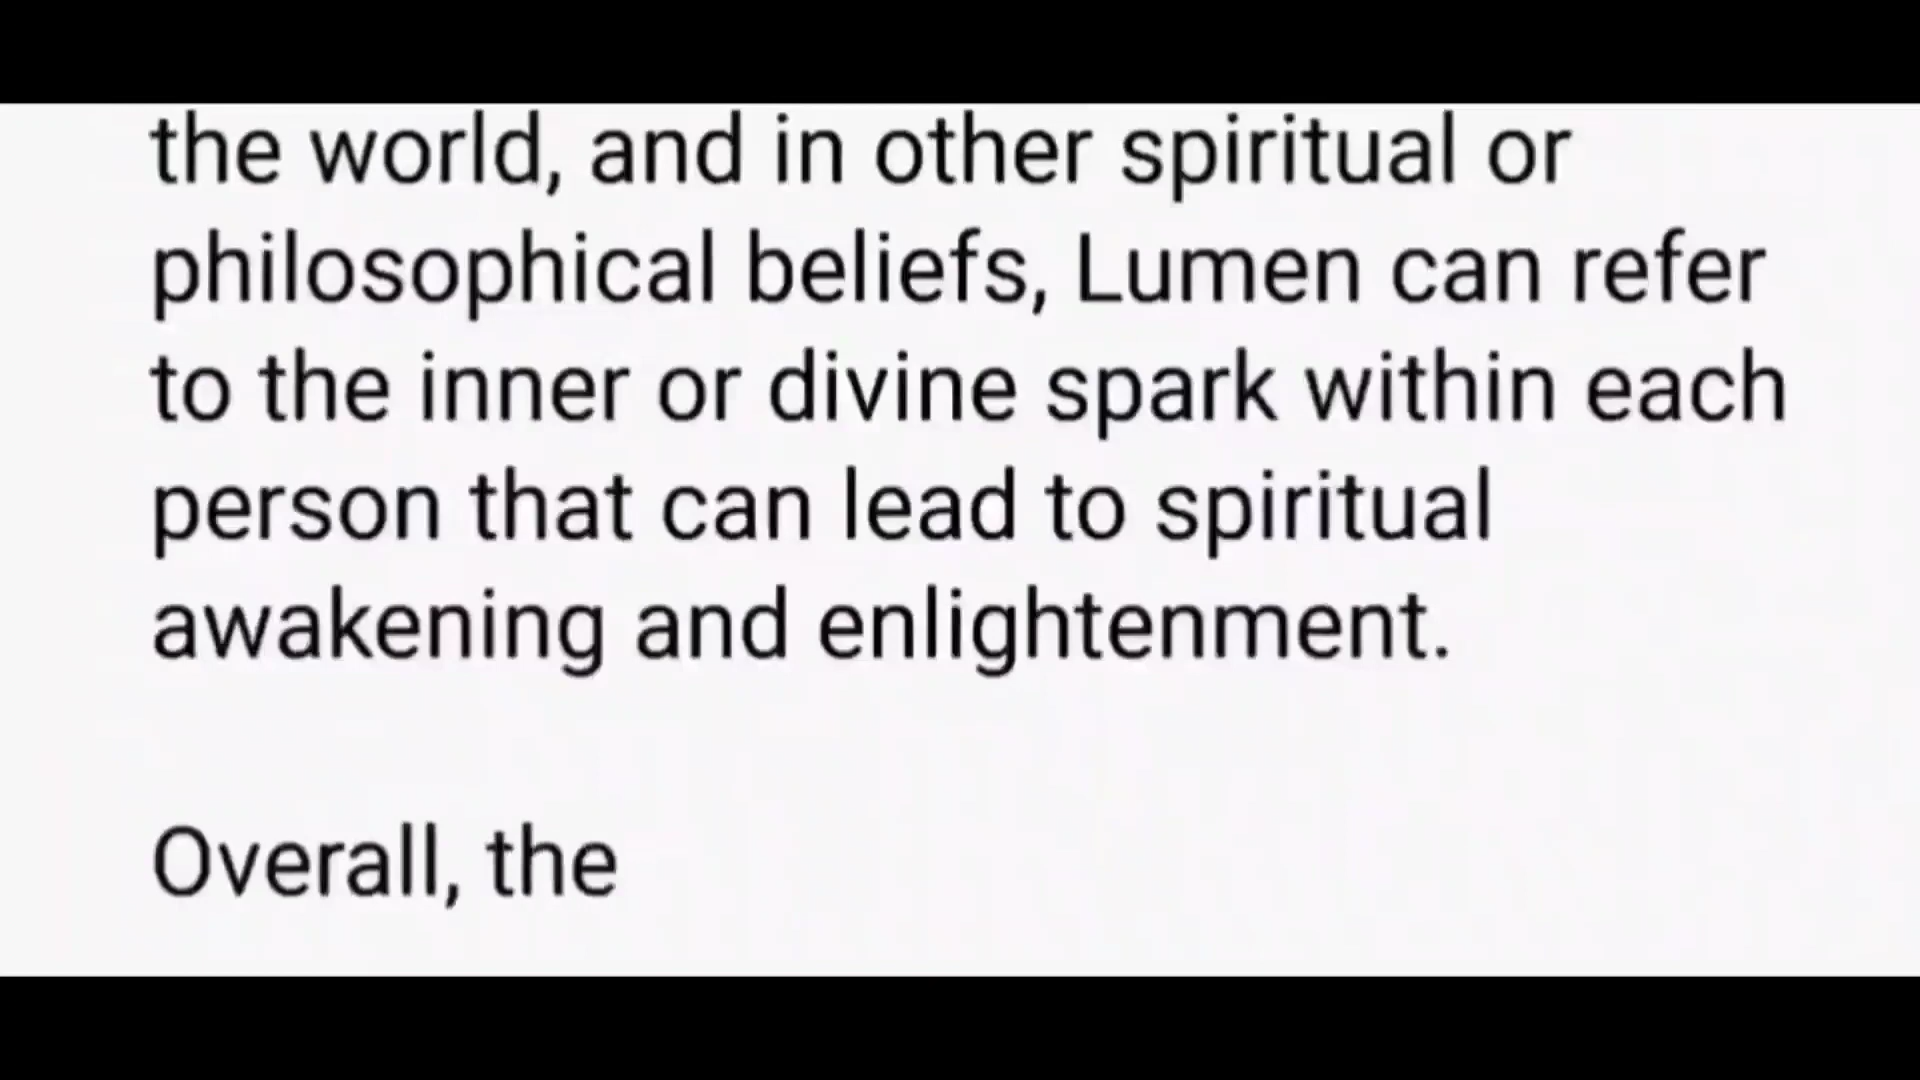 the world, and in other spiritual or
philosophical beliefs, Lumen can refer
to the inner or divine spark within each
person that can lead to spiritual
awakening and enlightenment.
Overall, the